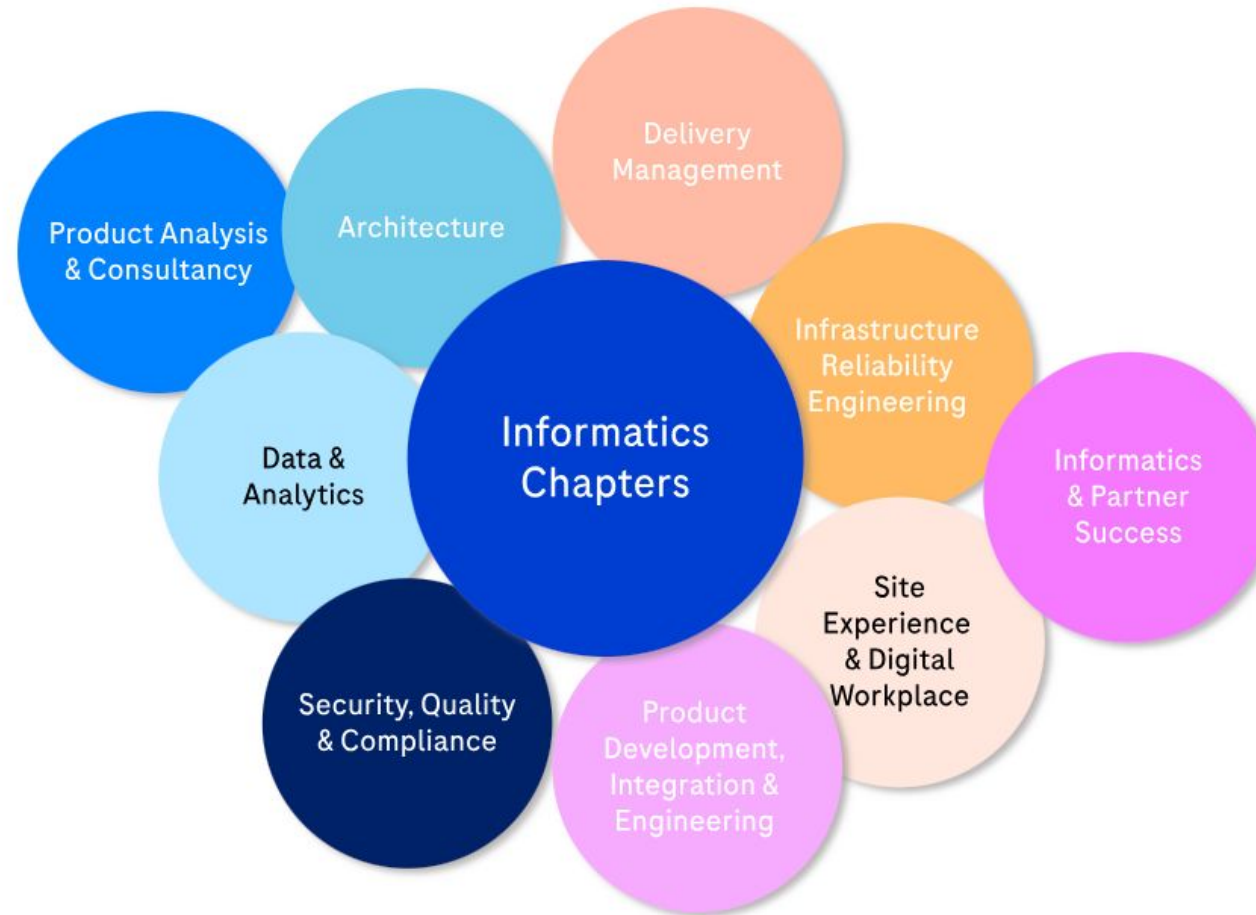 Delivery
Management
Architecture
Product Analysis
& Consultancy
Infrastructure
Reliability
Engineering
Informatics
Chapters
Data &
Analytics
Informatics
& Partner
Success
Site
Experience
& Digital
Workplace
Security, Quality
& Compliance
Product
Development,
Integration &
Engineering